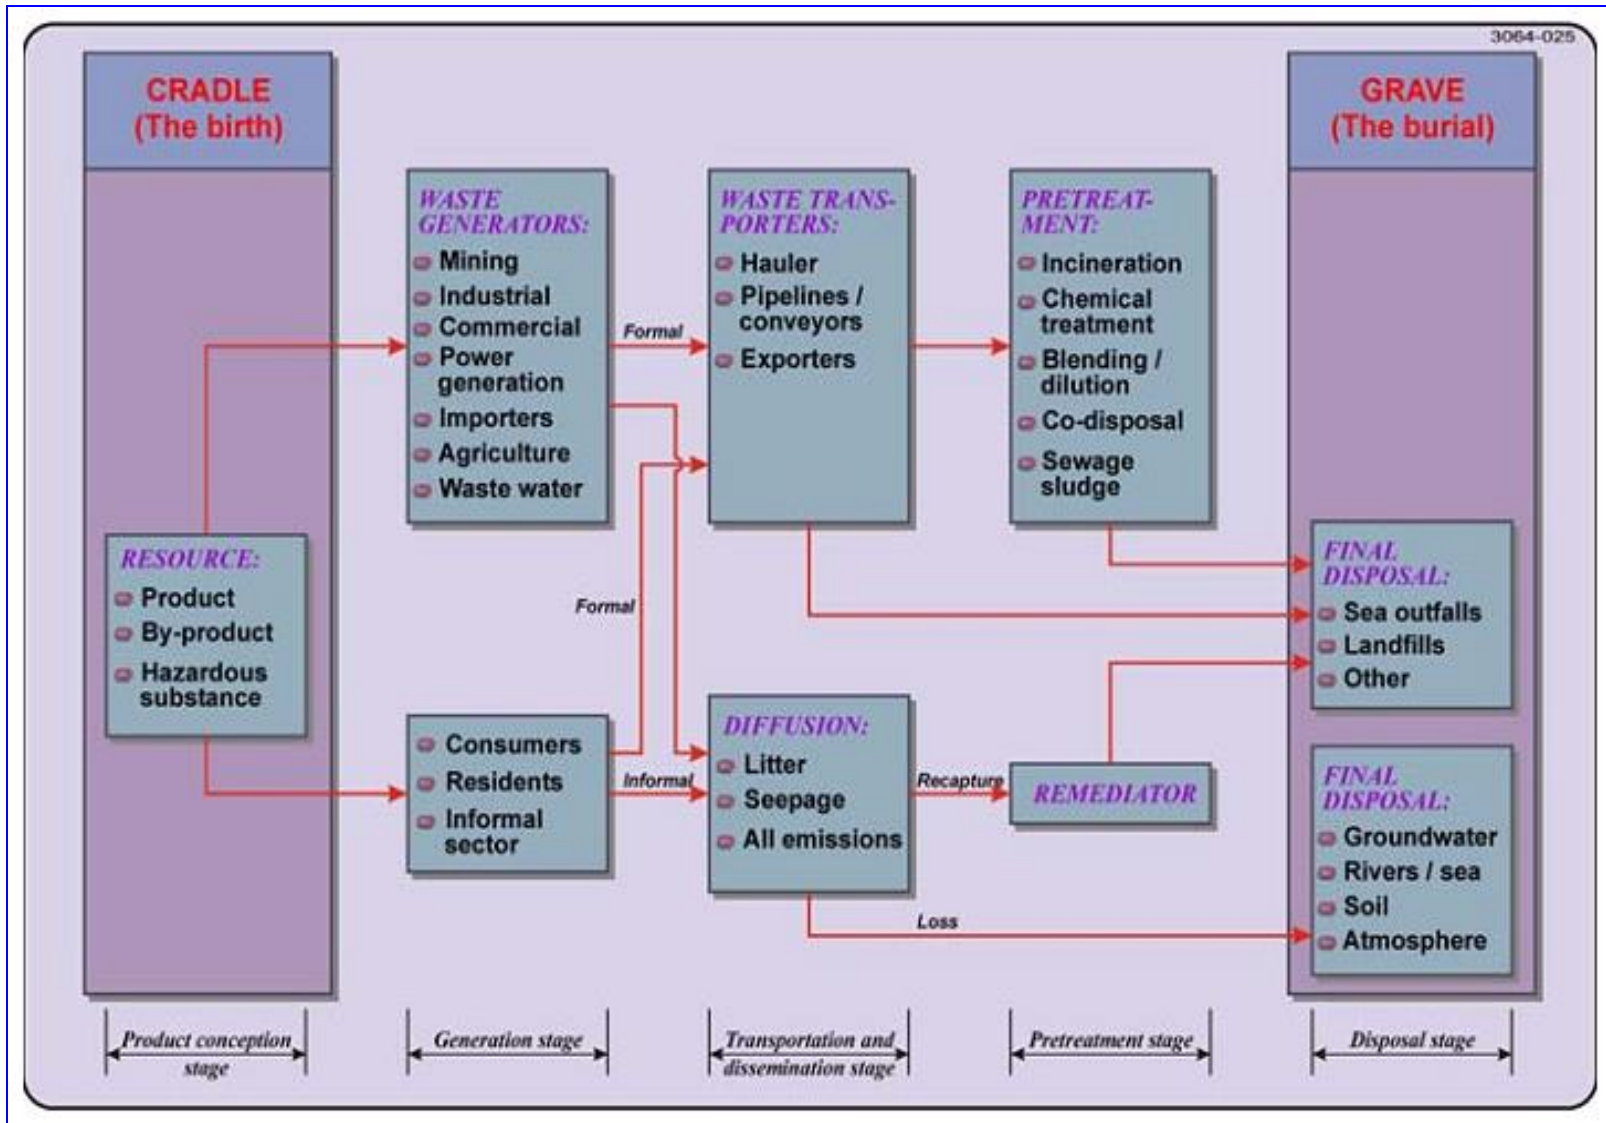 3064-025
CRADLE
(The birth)
GRAVE
(The burial)
WASTE
GENERATORS:
Mining
Industrial
Commercial
Power
generation
Importers
Agriculture
Waste water
Formal
WASTE TRANS-
PORTERS:
Hauler
Pipelines /
conveyors
Exporters
PRETREAT-
MENT:
Incineration
Chemical
treatment
Blending /
dilution
Co-disposal
Sewage
sludge
RESOURCE:
Product
By-product
Hazardous
substance
Formal
FINAL
DISPOSAL:
Sea outfalls
Landfills
Other
Consumers
Residents
Informal
sector
Informal
DIFFUSION:
Litter
Seepage
All emissions
Recapture
REMEDIATOR
Loss
FINAL
DISPOSAL:
Groundwater
Rivers / sea
Soil
Atmosphere
Product conception
stage
Generation stage
Transportation and
dissemination stage
Pretreatment stage
Disposal stage